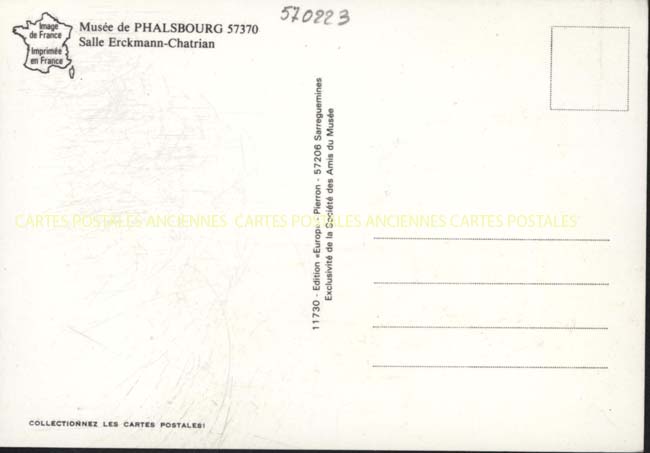 Image
de France
Imprimée
en France
Musée de PHALSBOURG 57370
Salle Erckmann-Chatrian
570223
11730 - Edition «Europe» Pierron - 57206 Sarreguemines
Exclusivité de la Société des Amis du Musée
CARTES POSTALES ANCIENNES CARTES POSTALES ANCIENNES CARTES POSTALES
COLLECTIONNEZ LES CARTES POSTALES!